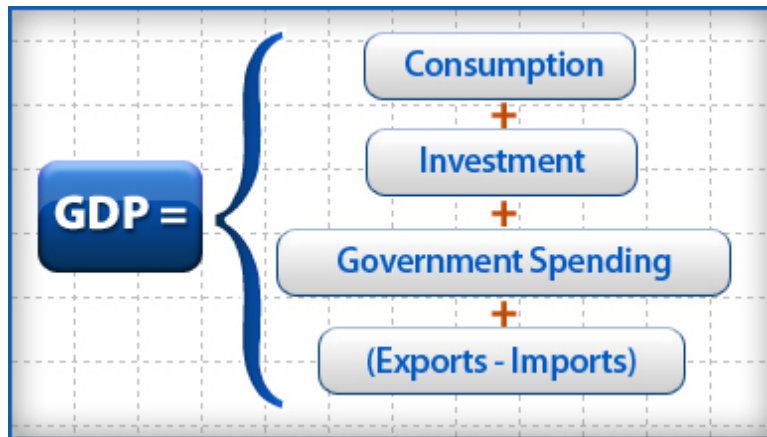 GDP =
Consumption
+
Investment
+
Government Spending
+
(Exports - Imports)